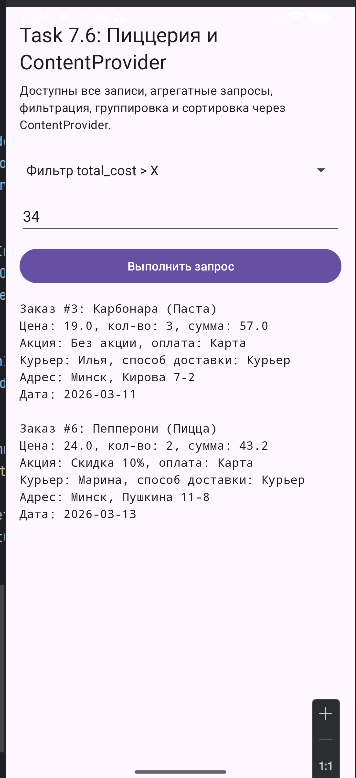 Task 7.6: Пиццерия и
ContentProvider
Доступны все записи, агрегатные запросы,
фильтрация, группировка и сортировка через
ContentProvider.
Фильтр total_cost > X
34
Выполнить запрос
Заказ #3: Карбонара (Паста)
Цена: 19.0, кол-во: 3, сумма: 57.0
Акция: Без акции, оплата: Карта
Курьер: Илья, способ доставки: Курьер
Адрес: Минск, Кирова 7-2
Дата: 2026-03-11
Заказ #6: Пепперони (Пицца)
Цена: 24.0, кол-во: 2, сумма: 43.2
Акция: Скидка 10%, оплата: Карта
Курьер: Марина, способ доставки: Курьер
Адрес: Минск, Пушкина 11-8
Дата: 2026-03-13
1:1